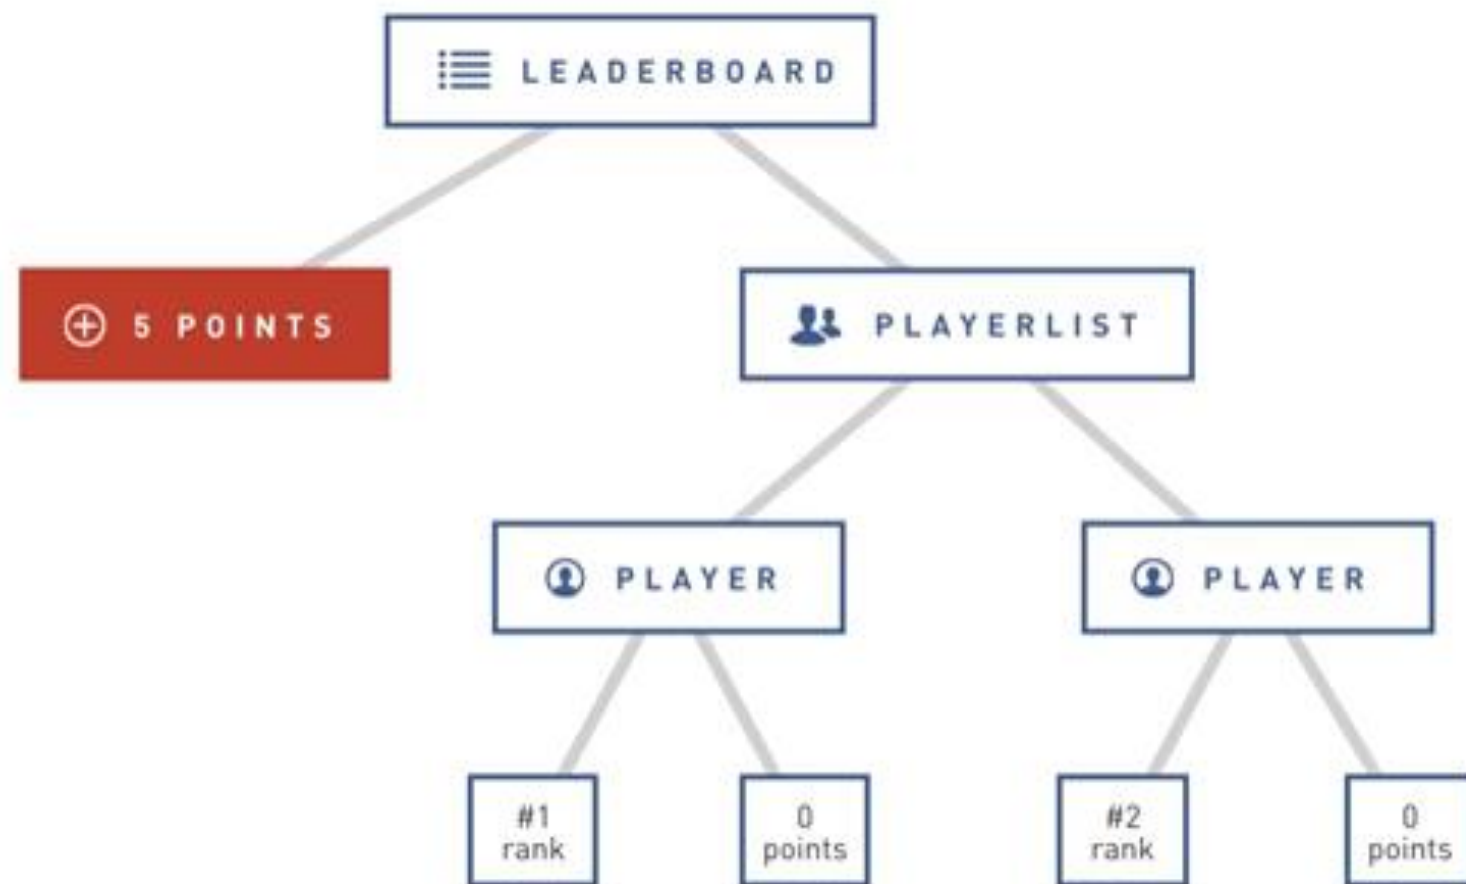 LEADERBOARD
5 POINTS
PLAYERLIST
PLAYER
PLAYER
#1
rank
0
points
#2
rank
0
points